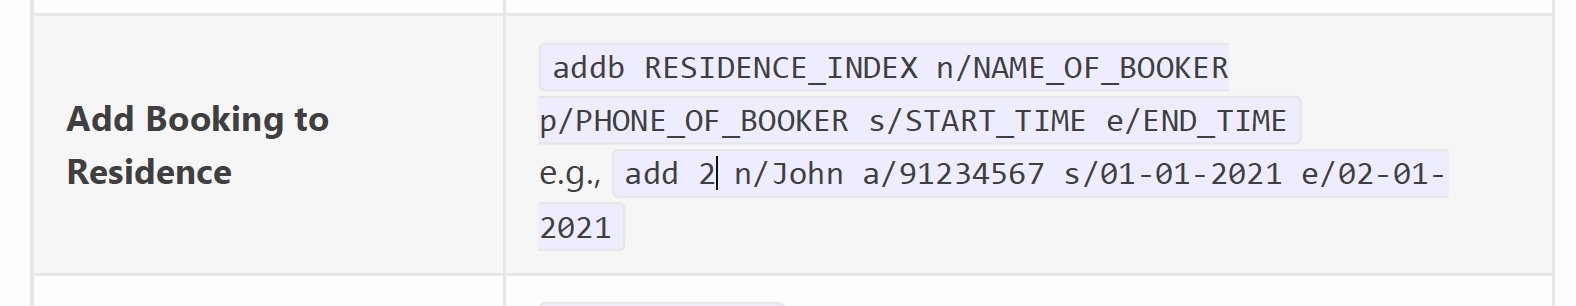 Add Booking to
Residence
addb RESIDENCE_INDEX n/NAME_OF_BOOKER
p/PHONE_OF_BOOKER s/START_TIME e/END_TIME
e.g., add 2 n/John a/91234567 s/01-01-2021 e/02-01-
2021